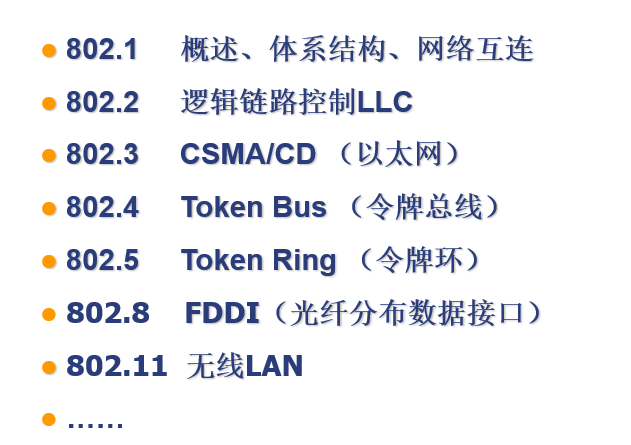 802.1 概述、体系结构、网络互连
802.2 逻辑链路控制LLC
802.3 CSMA/CD （以太网）
802.4 Token Bus （令牌总线）
802.5 Token Ring （令牌环）
802.8 FDDI（光纤分布数据接口）
802.11 无线LAN
......